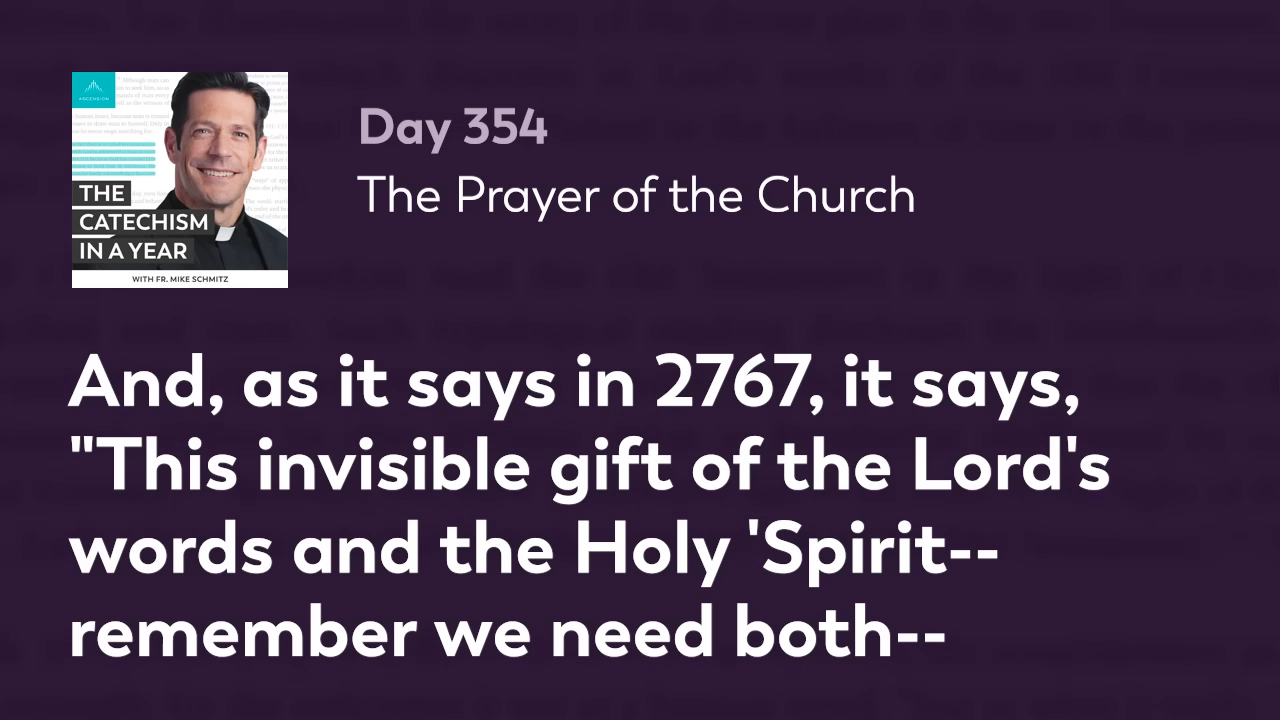 ASCENSION
THE
CATECHISM
IN A YEAR
WITH FR. MIKE SCHMITZ
Day 354
The Prayer of the Church
And, as it says in 2767, it says,
"This invisible gift of the Lord's
words and the Holy 'Spirit--
remember we need both--